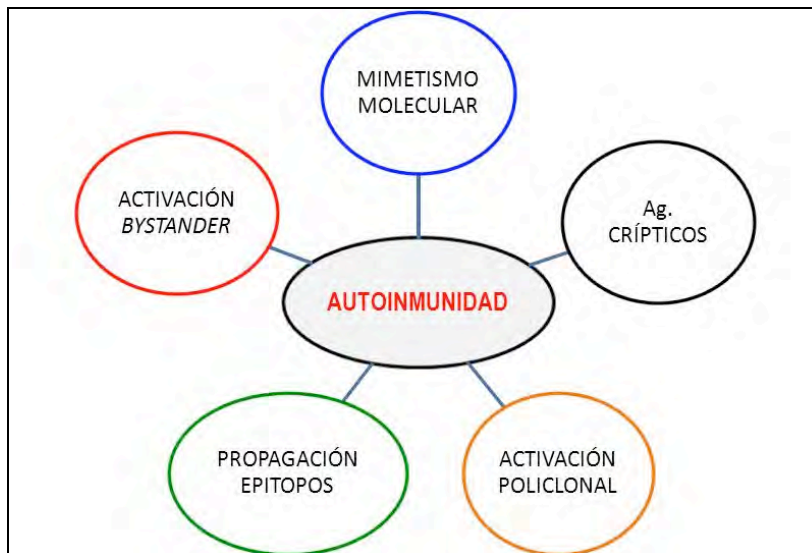 MIMETISMO
MOLECULAR
ACTIVACIÓN
BYSTANDER
Ag.
CRÍPTICOS
AUTOINMUNIDAD
PROPAGACIÓN
EPITOPOS
ACTIVACIÓN
POLICLONAL